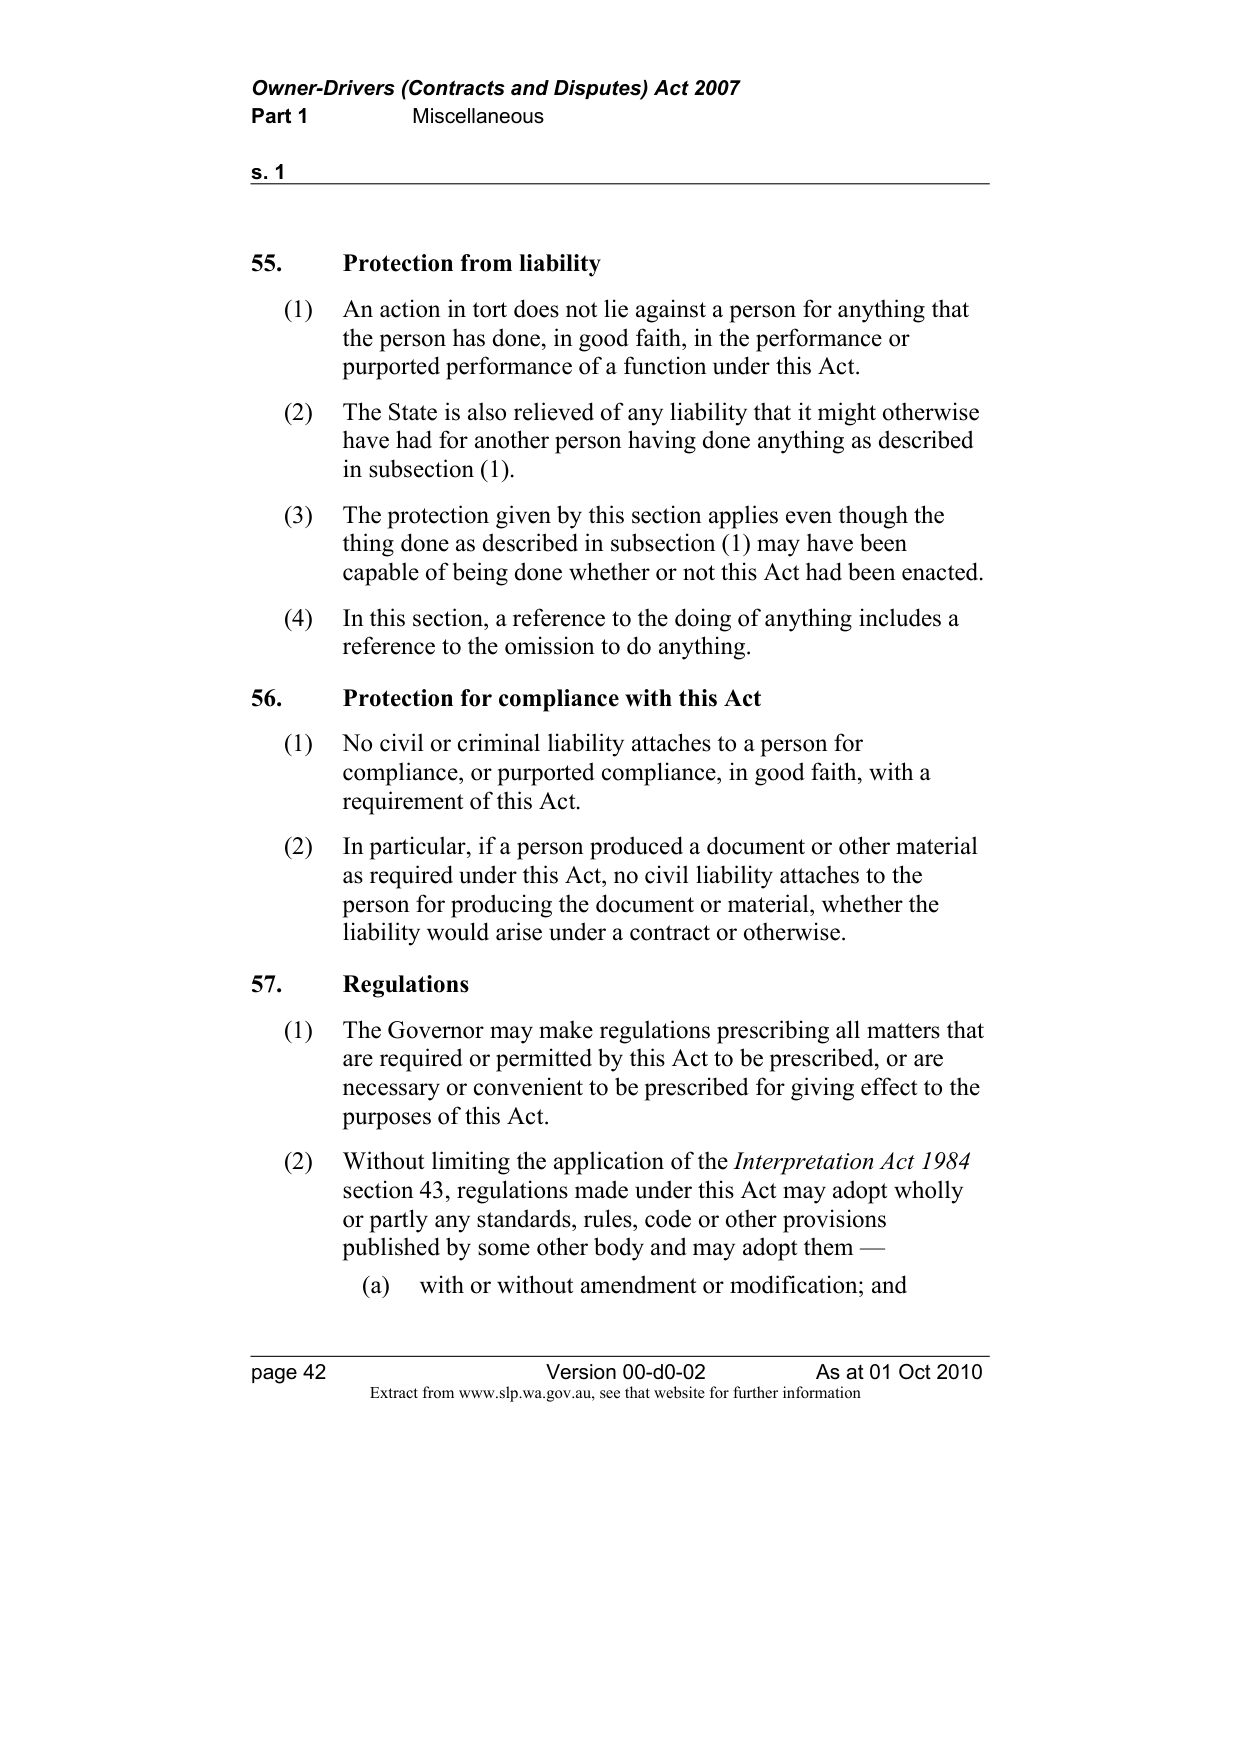 Owner-Drivers (Contracts and Disputes) Act 2007
Part 1 Miscellaneous
s. 1
55. Protection from liability
(1) An action in tort does not lie against a person for anything that
the person has done, in good faith, in the performance or
purported performance of a function under this Act.
(2) The State is also relieved of any liability that it might otherwise
have had for another person having done anything as described
in subsection (1).
(3) The protection given by this section applies even though the
thing done as described in subsection (1) may have been
capable of being done whether or not this Act had been enacted.
(4) In this section, a reference to the doing of anything includes a
reference to the omission to do anything.
56. Protection for compliance with this Act
(1) No civil or criminal liability attaches to a person for
compliance, or purported compliance, in good faith, with a
requirement of this Act.
(2) In particular, if a person produced a document or other material
as required under this Act, no civil liability attaches to the
person for producing the document or material, whether the
liability would arise under a contract or otherwise.
57. Regulations
(1) The Governor may make regulations prescribing all matters that
are required or permitted by this Act to be prescribed, or are
necessary or convenient to be prescribed for giving effect to the
purposes of this Act.
(2) Without limiting the application of the Interpretation Act 1984
section 43, regulations made under this Act may adopt wholly
or partly any standards, rules, code or other provisions
published by some other body and may adopt them —
(a) with or without amendment or modification; and
page 42 Version 00-d0-02 As at 01 Oct 2010
Extract from www.slp.wa.gov.au, see that website for further information